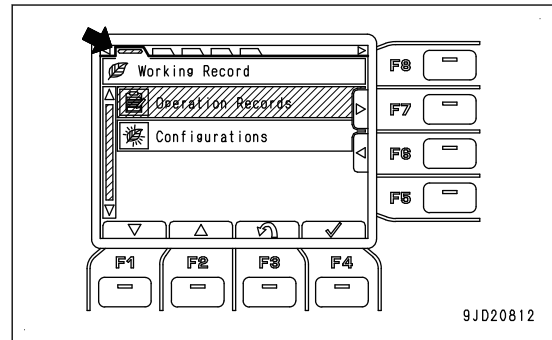 F8
Working Record
Operation Records
F7
Configurations
F6
F5
F1 F2 F3 F4
9JD20812